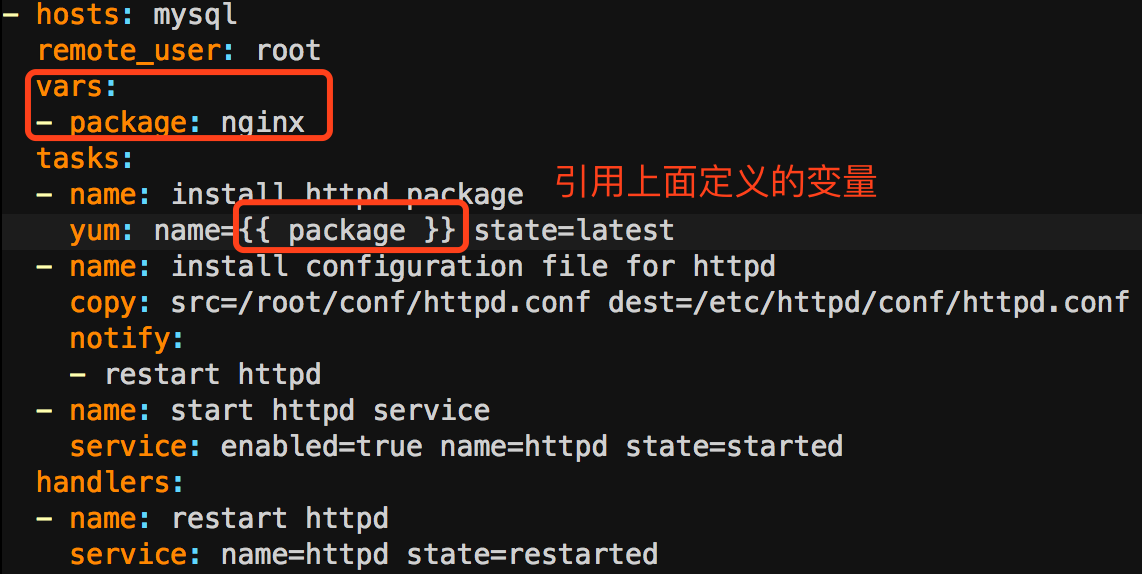 - hosts: mysql
  remote_user: root
  vars:
  - package: nginx
  tasks:
  - name: install httpd package
引用上面定义的变量
    yum: name={{ package }} state=latest
  - name: install configuration file for httpd
    copy: src=/root/conf/httpd.conf dest=/etc/httpd/conf/httpd.conf
    notify:
    - restart httpd
  - name: start httpd service
    service: enabled=true name=httpd state=started
  handlers:
  - name: restart httpd
    service: name=httpd state=restarted